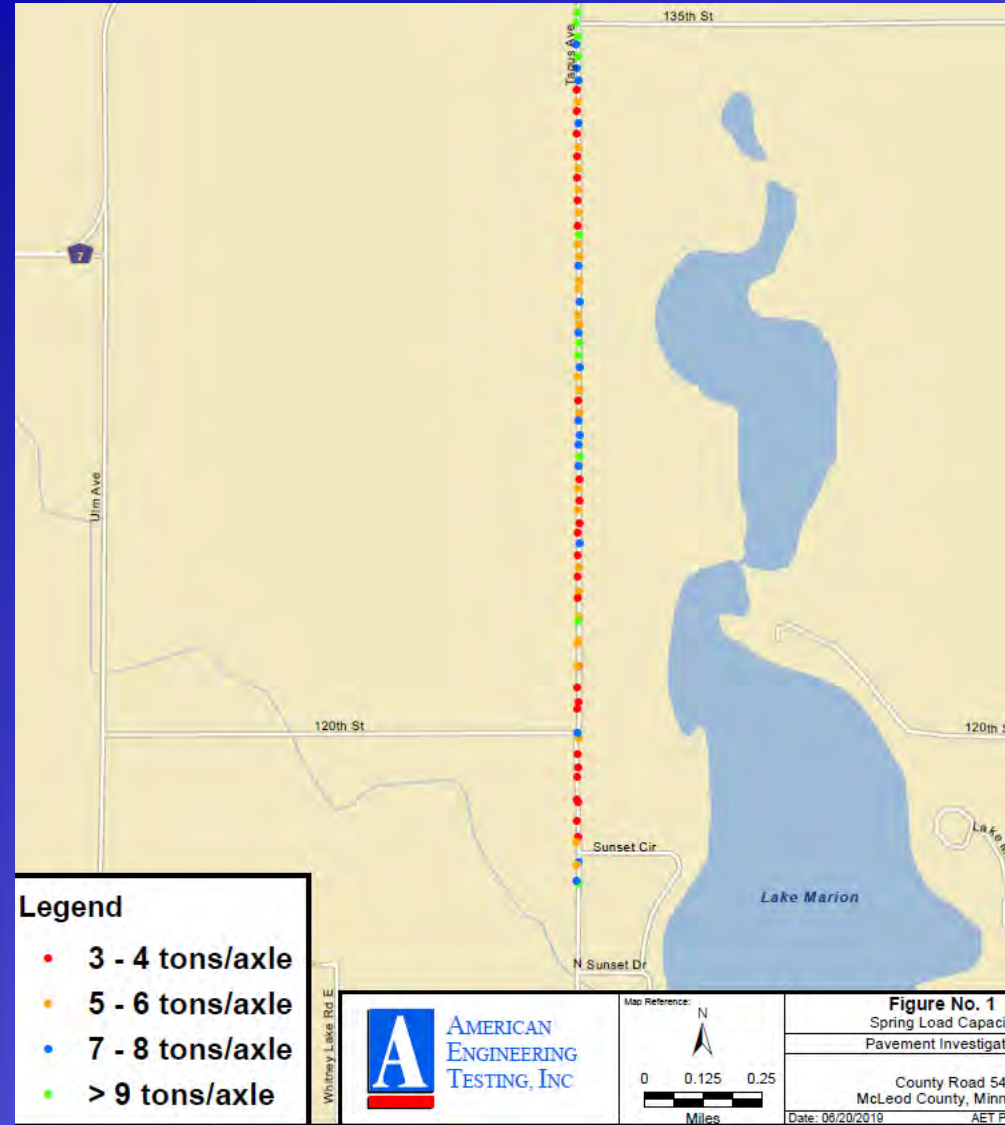 135th St
Tagus Ave
7
Ulm Ave
120th St
120th S
Sunset Cir
Lake
Lake Marion
N Sunset Dr
Whitney Lake Rd E
Legend
3 - 4 tons/axle
5 - 6 tons/axle
7 - 8 tons/axle
> 9 tons/axle
A
AMERICAN
ENGINEERING
TESTING, INC
Map Reference:
N
0 0.125 0.25
Miles
Figure No. 1
Spring Load Capaci
Pavement Investigat
County Road 54
McLeod County, Minn
Date: 06/20/2019
AET P